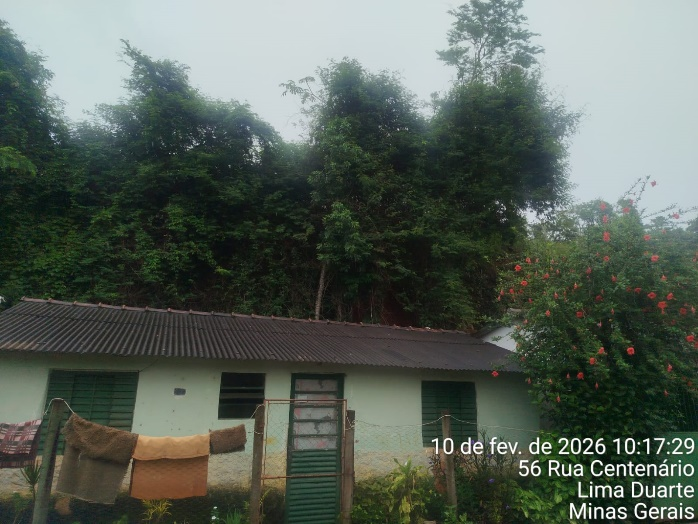 10 de fev. de 2026 10:17:29
56 Rua Centenário
Lima Duarte
Minas Gerais